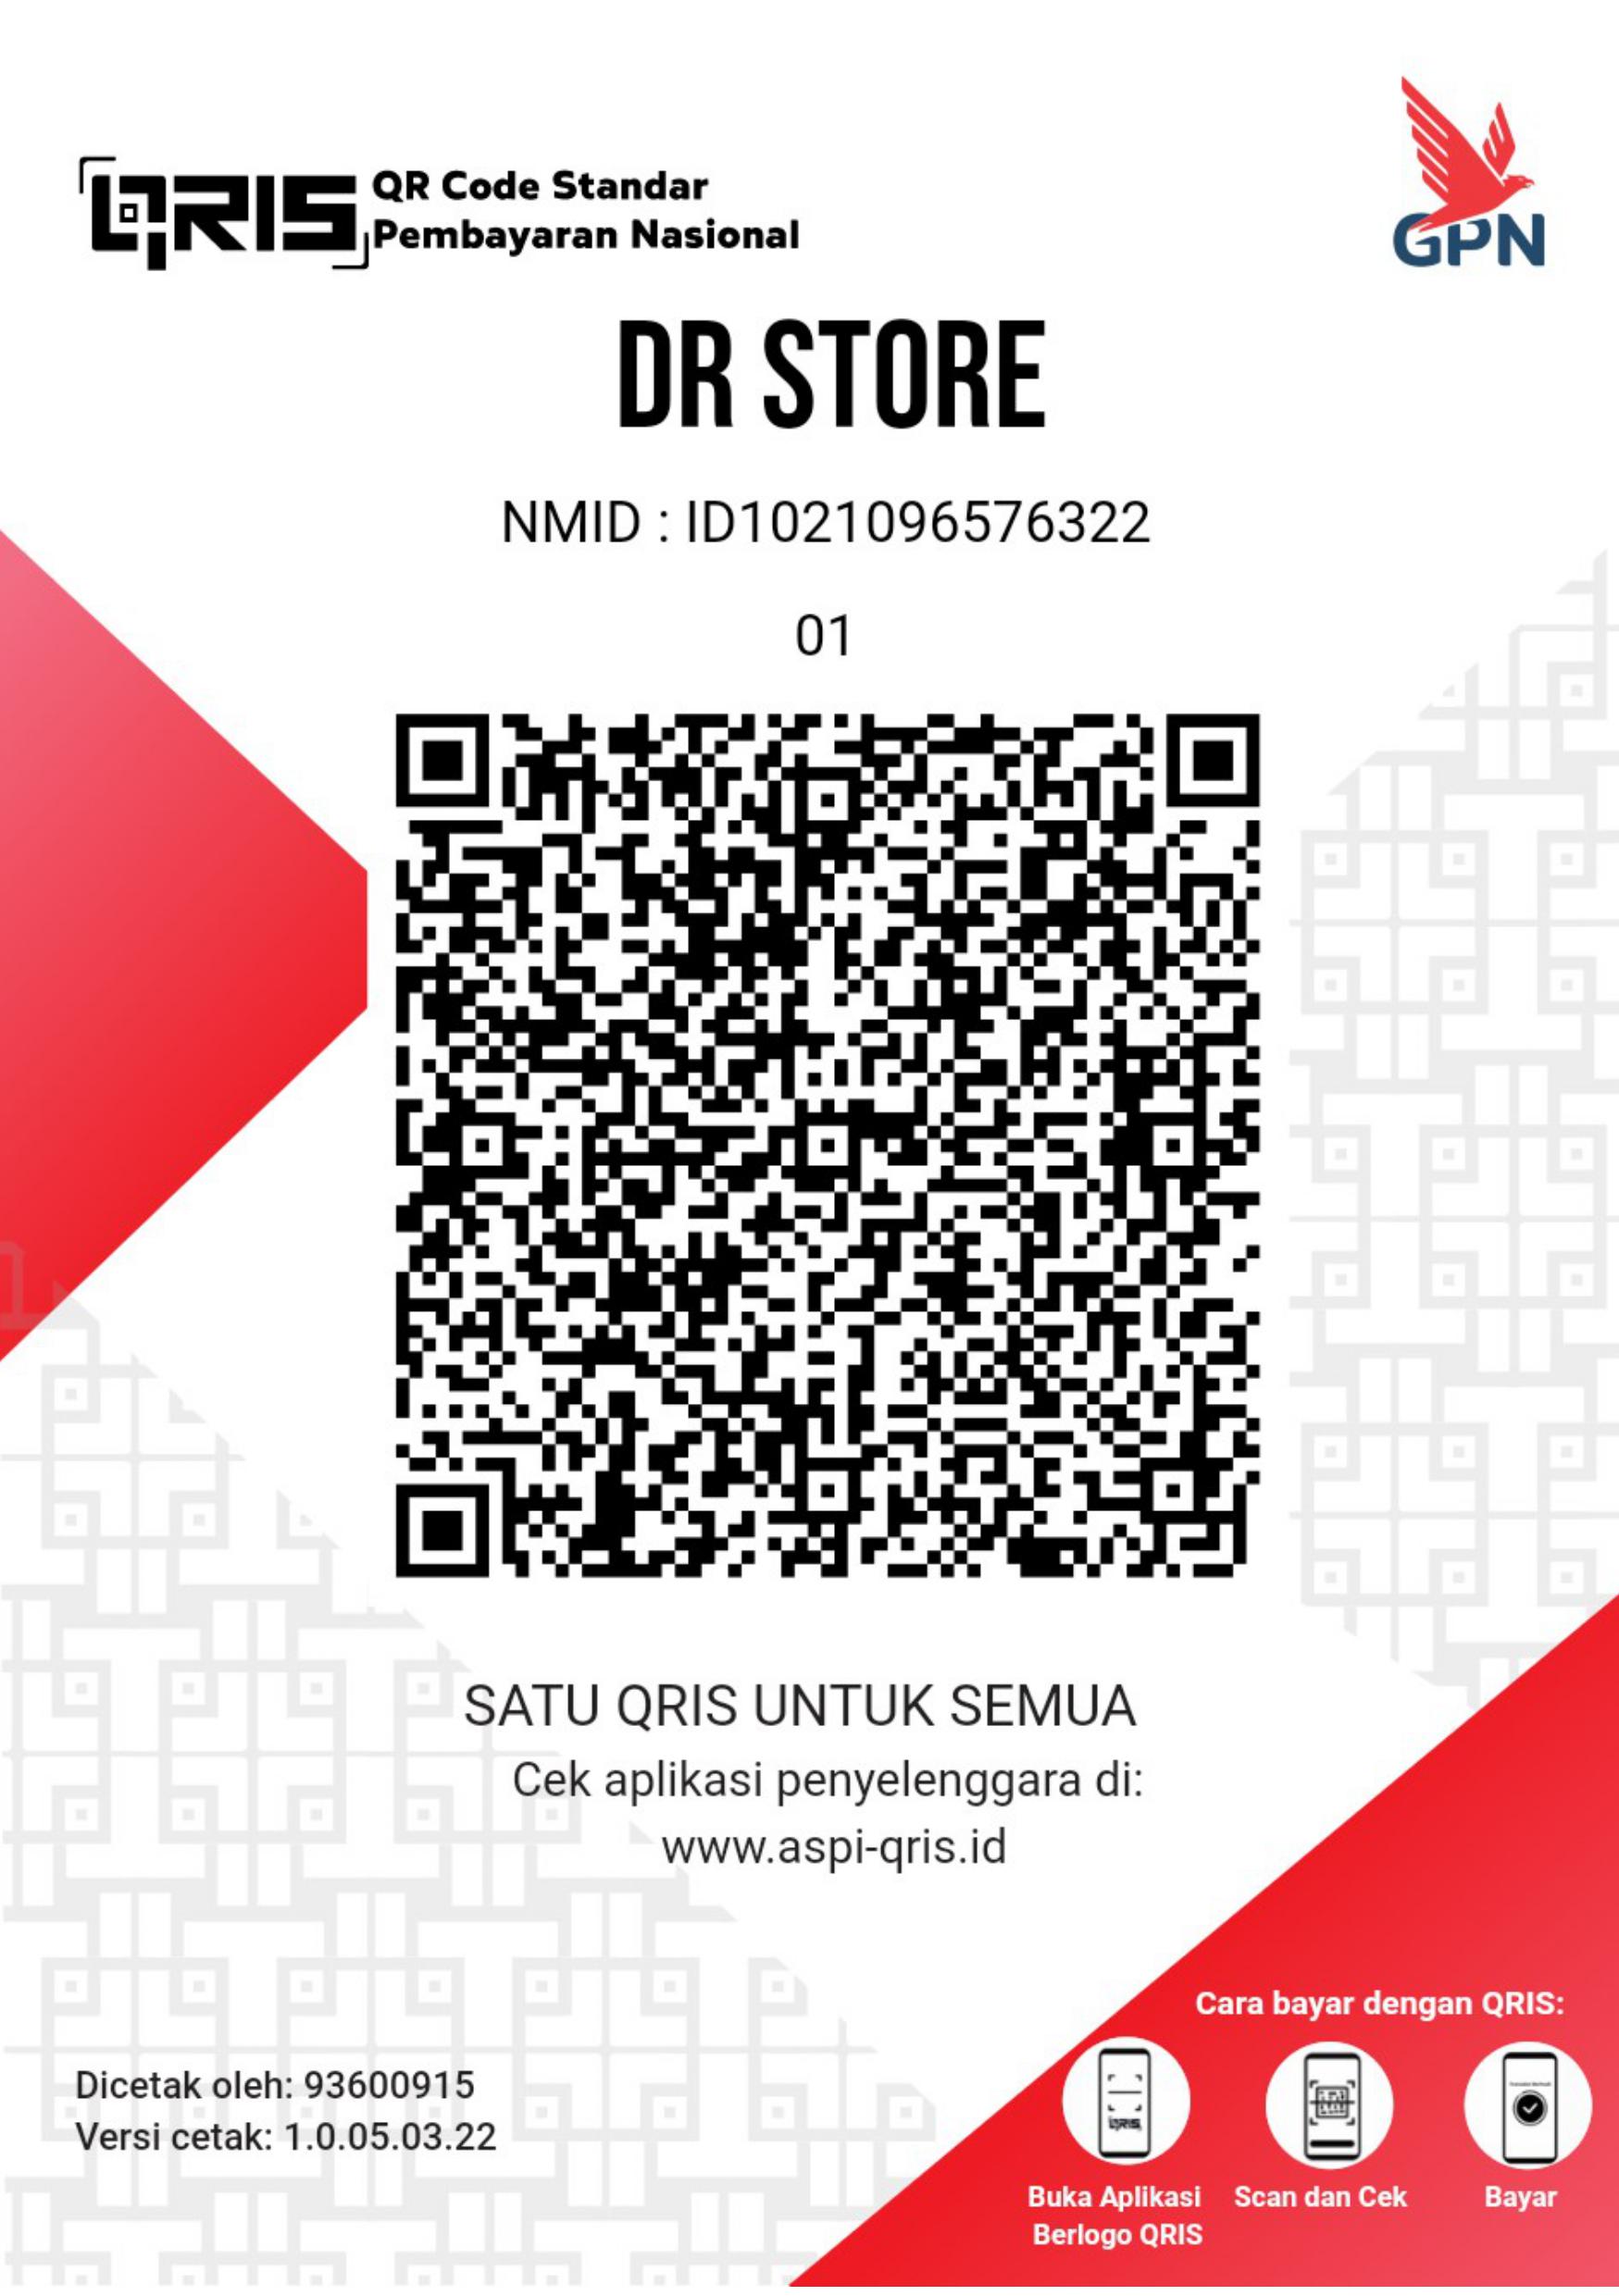 QRIS QR Code Standar
Pembayaran Nasional
GPN
DR STORE
NMID : ID1021096576322
01
SATU QRIS UNTUK SEMUA
Cek aplikasi penyelenggara di:
www.aspi-qris.id
Cara bayar dengan QRIS:
Dicetak oleh: 93600915
Versi cetak: 1.0.05.03.22
QRIS
Buka Aplikasi
Berlogo QRIS
Scan dan Cek
Bayar